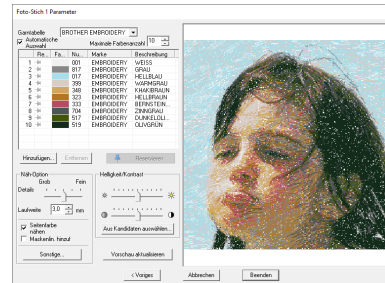 Foto-Stich 1 Parameter
Garntabelle BROTHER EMBROIDERY
Automatische Auswahl
Maximale Farbenanzahl 10
Re... Fa... Nu... Marke Beschreibung
1 001 EMBROIDERY WEISS
2 817 EMBROIDERY GRAU
3 017 EMBROIDERY HELLBLAU
4 399 EMBROIDERY WARMGRAU
5 348 EMBROIDERY KHAKIBRAUN
6 323 EMBROIDERY HELLBRAUN
7 333 EMBROIDERY BERNSTEIN...
8 704 EMBROIDERY ZINNGRAU
9 517 EMBROIDERY DUNKELOLI...
10 519 EMBROIDERY OLIVGRÜN
Hinzufügen... Entfernen Reservieren
Näh-Option
Grob Fein
Details
Laufweite 3,0 mm
Seitenfarbe nähen
Maskenlin. hinzuf
Sonstige...
Helligkeit/Kontrast
Aus Kandidaten auswählen...
Vorschau aktualisieren
< Voriges Abbrechen Beenden